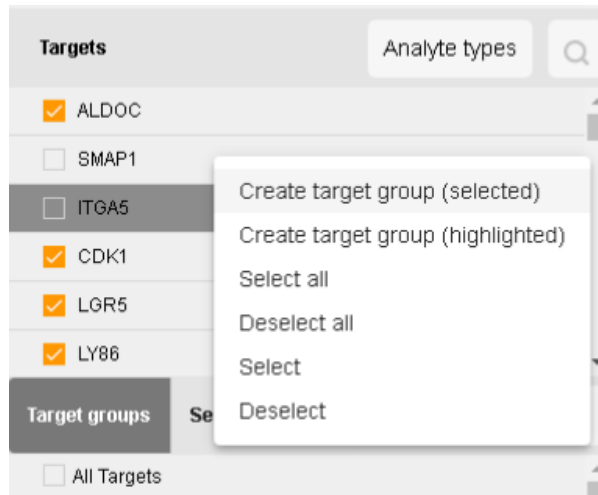 Targets Analyte types
ALDOC
SMAP1
ITGA5
Create target group (selected)
Create target group (highlighted)
CDK1
Select all
LGR5
Deselect all
LY86
Select
Target groups Se
Deselect
All Targets